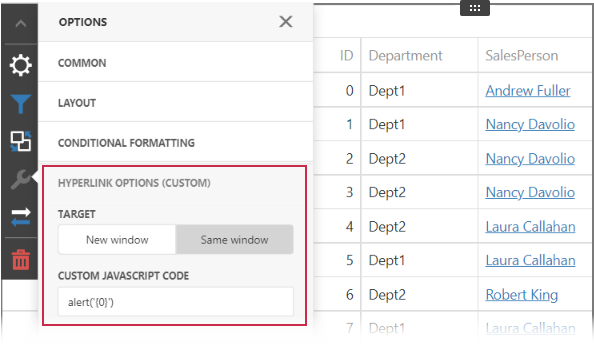 OPTIONS
COMMON
LAYOUT
CONDITIONAL FORMATTING
HYPERLINK OPTIONS (CUSTOM)
TARGET
New window Same window
CUSTOM JAVASCRIPT CODE
alert('{0}')
ID Department SalesPerson
0 Dept1 Andrew Fuller
1 Dept1 Nancy Davolio
2 Dept2 Nancy Davolio
3 Dept2 Nancy Davolio
4 Dept2 Laura Callahan
5 Dept1 Laura Callahan
6 Dept2 Robert King
7 Dept1 Laura Callahan